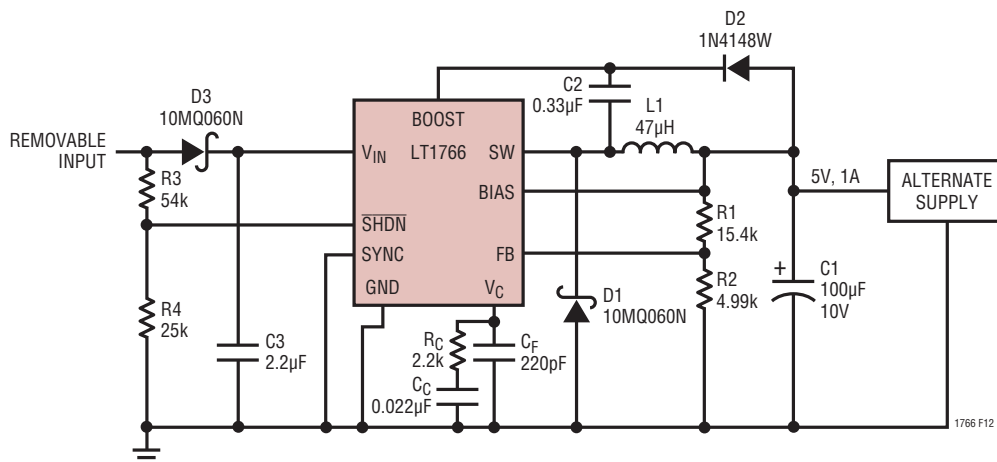 D2
1N4148W
C2
0.33µF
L1
47µH
D3
10MQ060N
REMOVABLE
INPUT
BOOST
LT1766
VIN
SW
BIAS
SHDN
SYNC
FB
GND
VC
R3
54k
R4
25k
C3
2.2µF
RC
2.2k
CC
0.022µF
CF
220pF
D1
10MQ060N
R1
15.4k
R2
4.99k
5V, 1A
ALTERNATE
SUPPLY
+
C1
100µF
10V
1766 F12